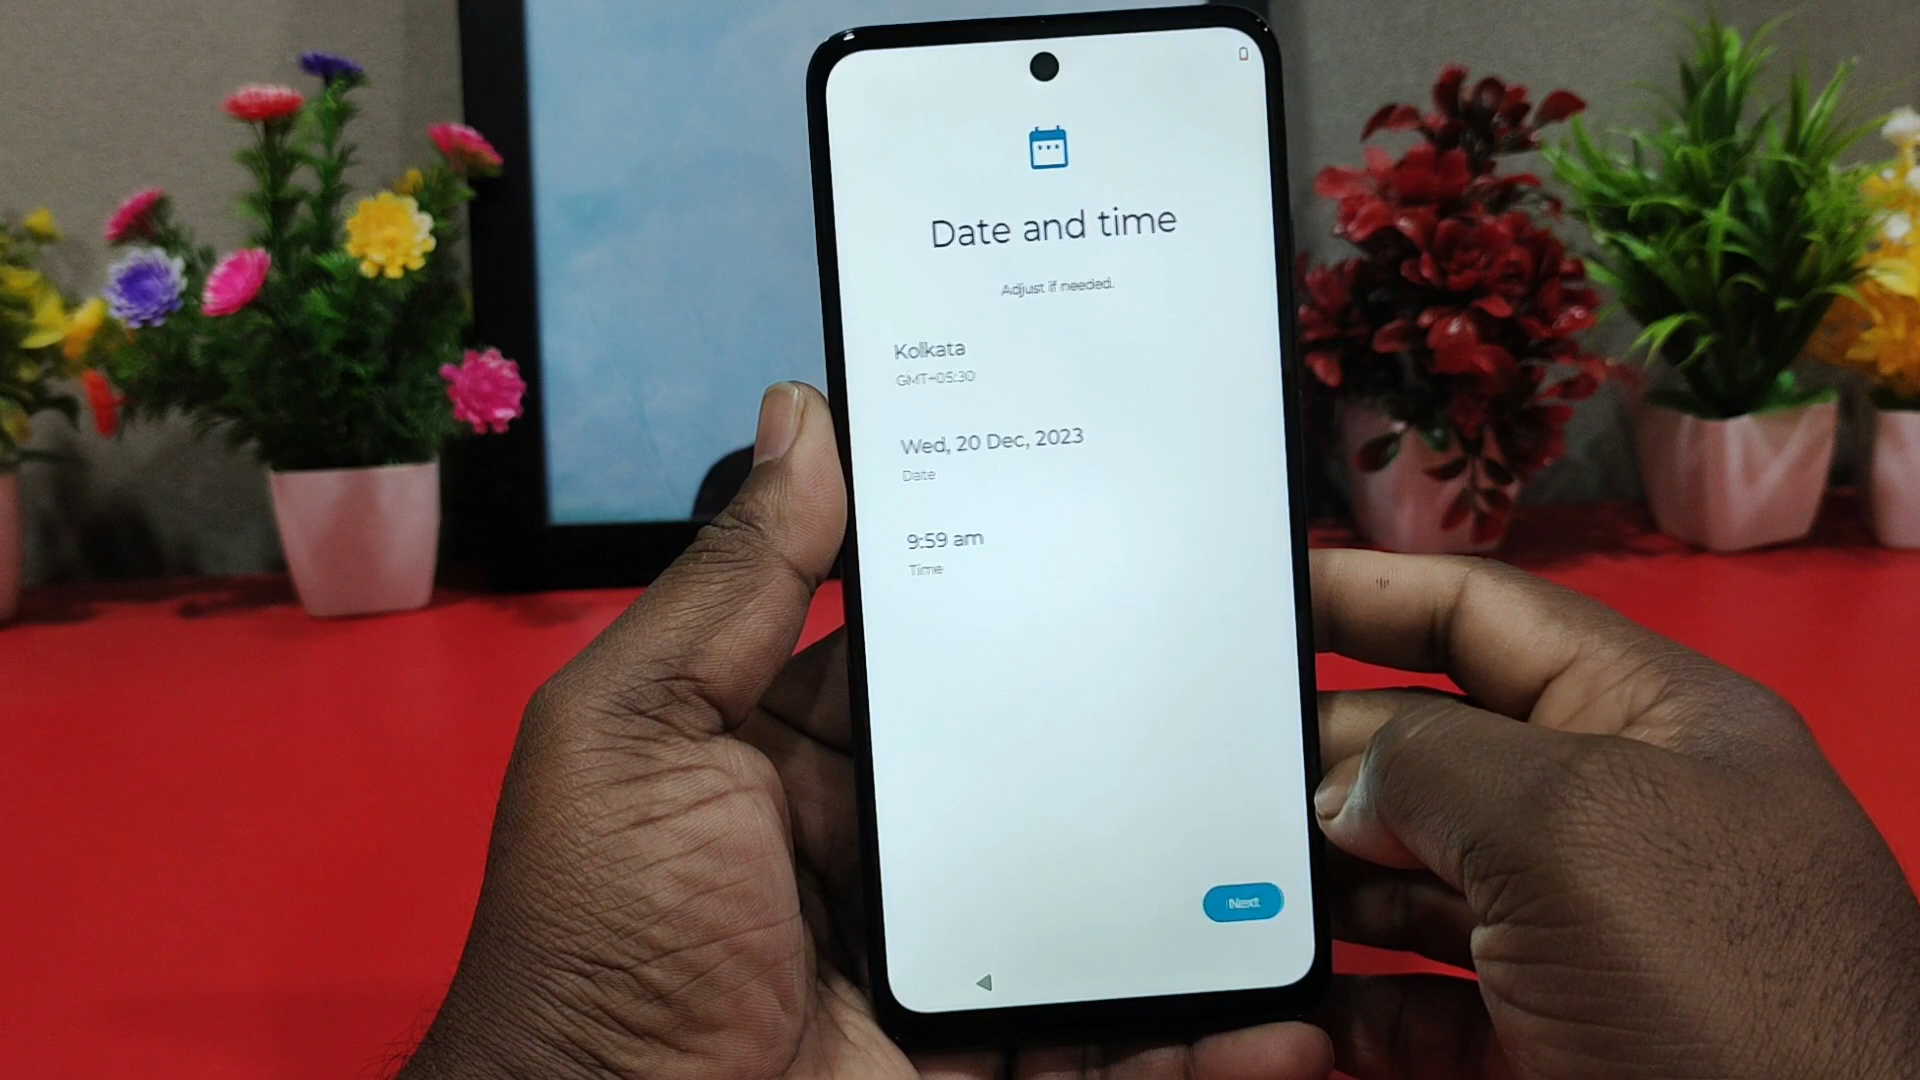 Date and time
Adjust if needed.
Kolkata
GMT+05:30
Wed, 20 Dec, 2023
Date
9:59 am
Time
Next